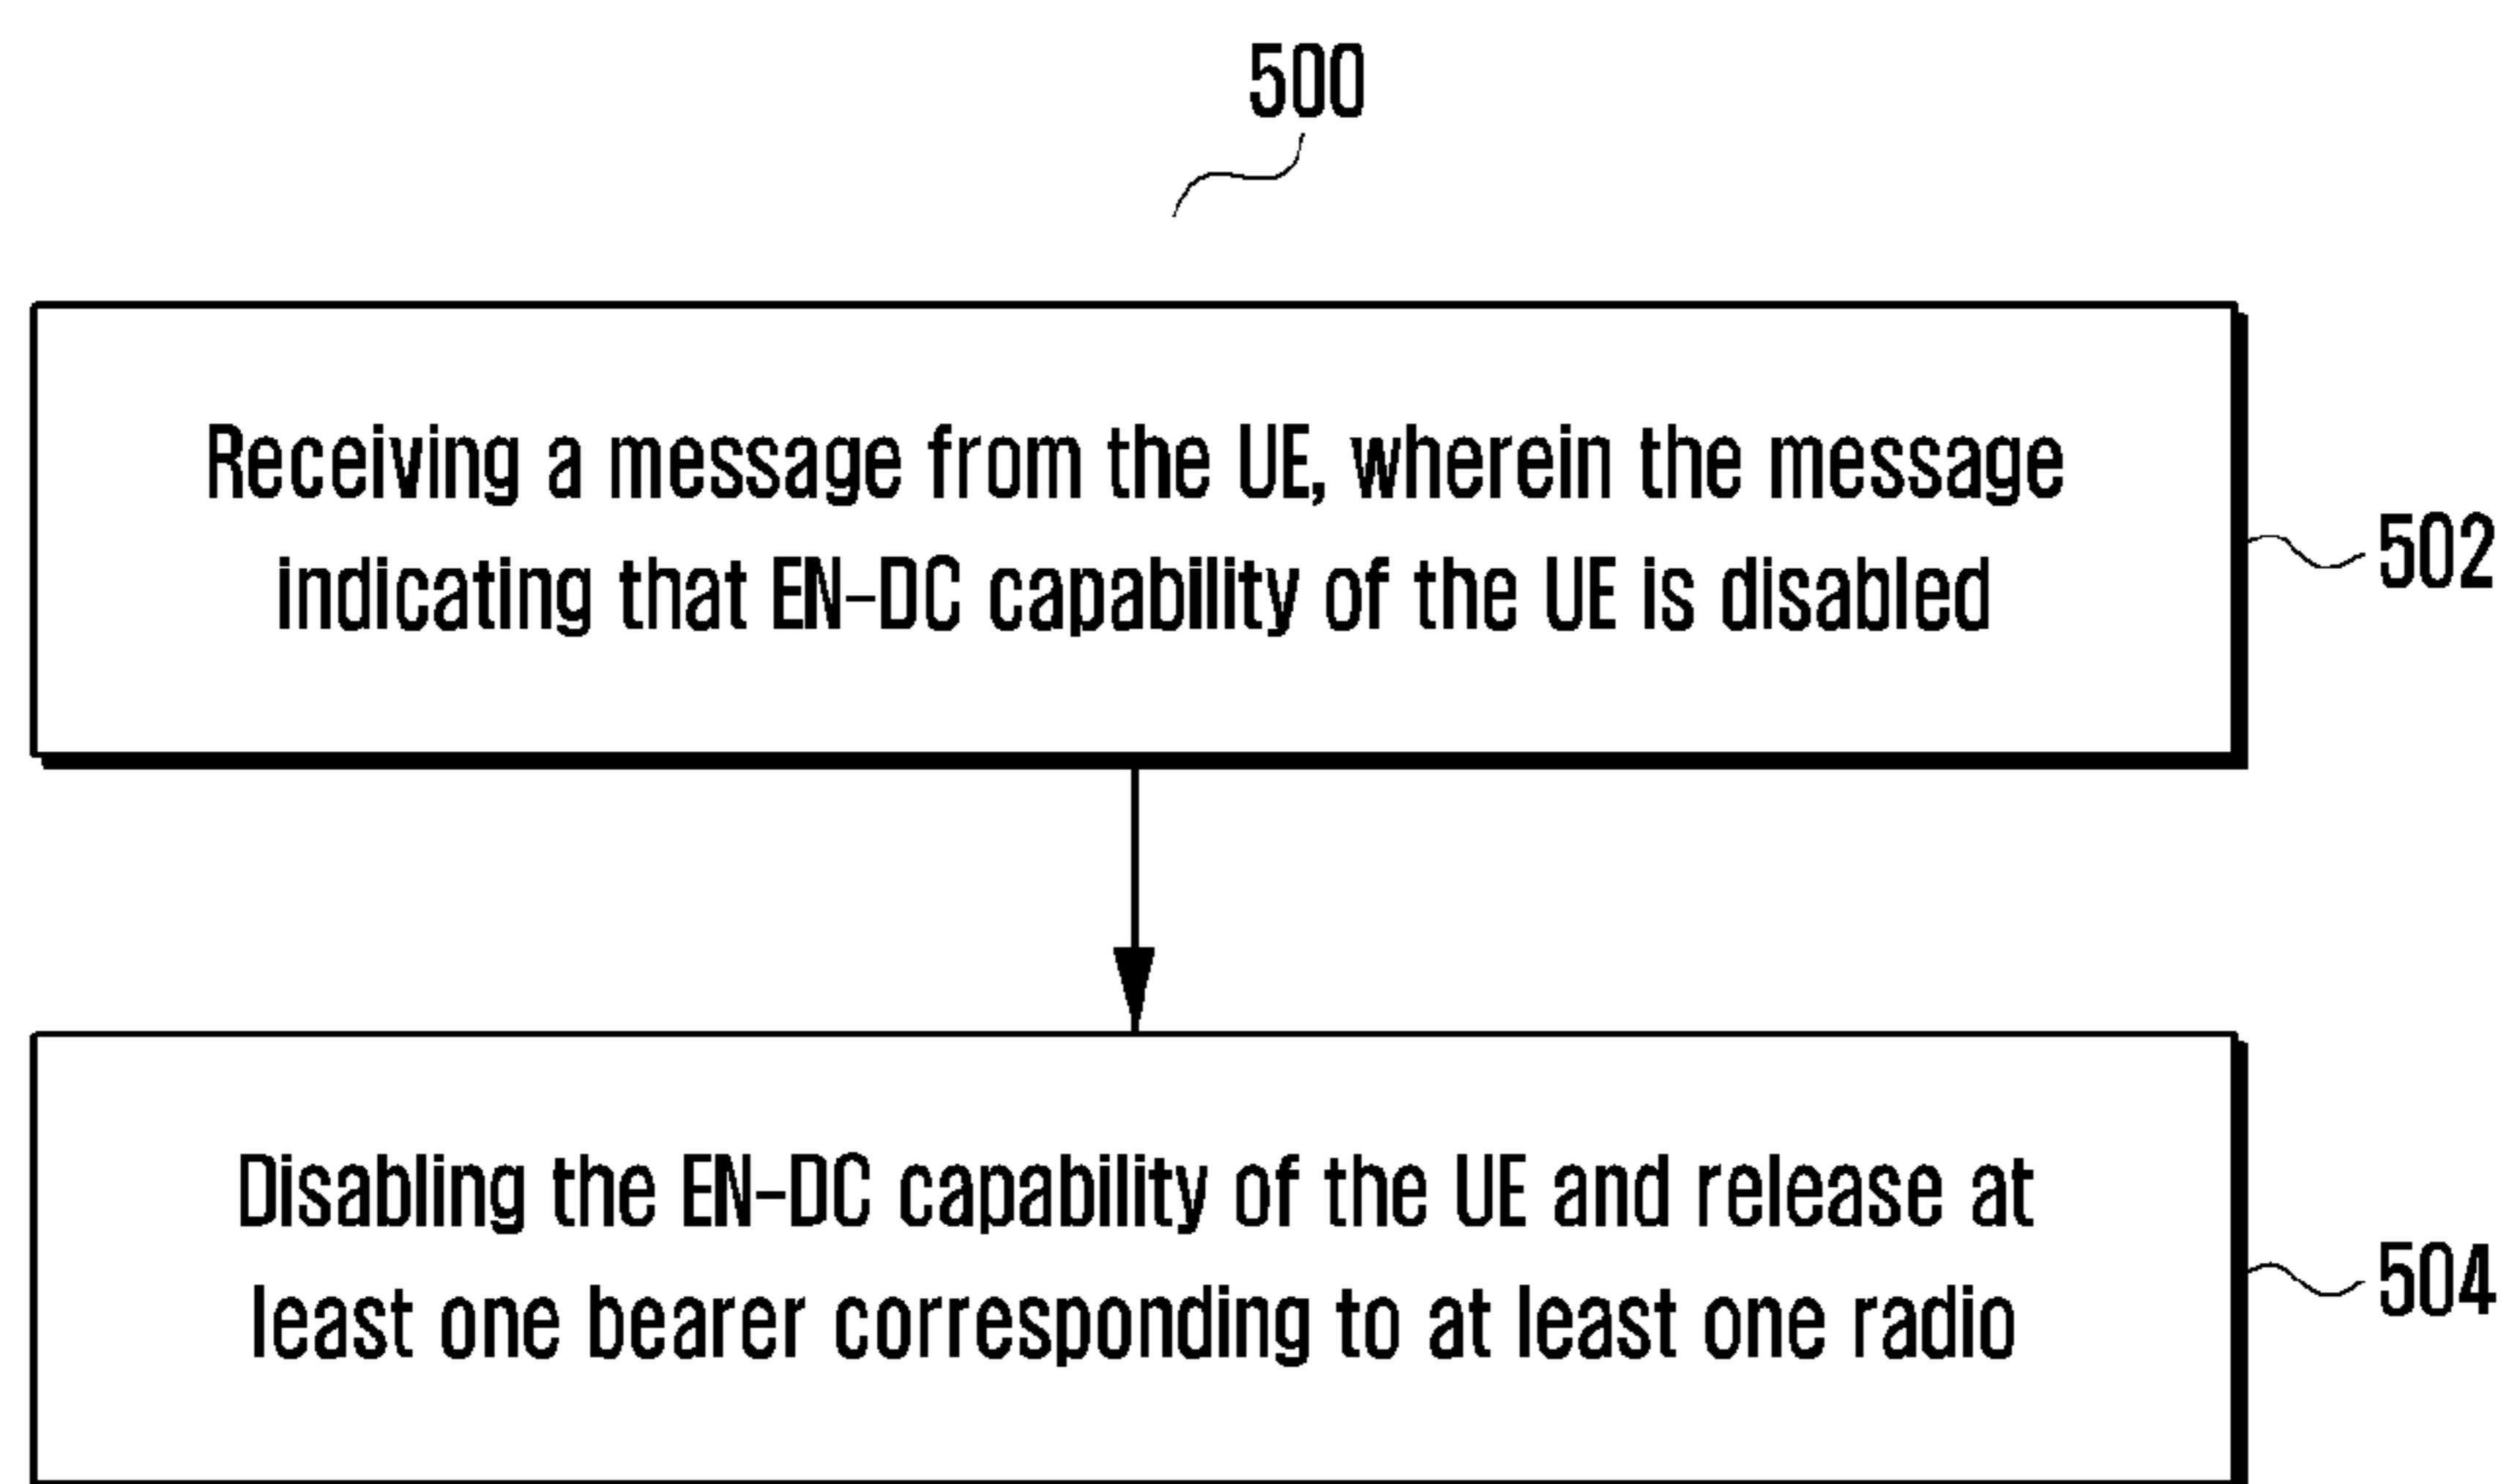 500
Receiving a message from the UE, wherein the message
indicating that EN-DC capability of the UE is disabled
502
Disabling the EN-DC capability of the UE and release at
least one bearer corresponding to at least one radio
504